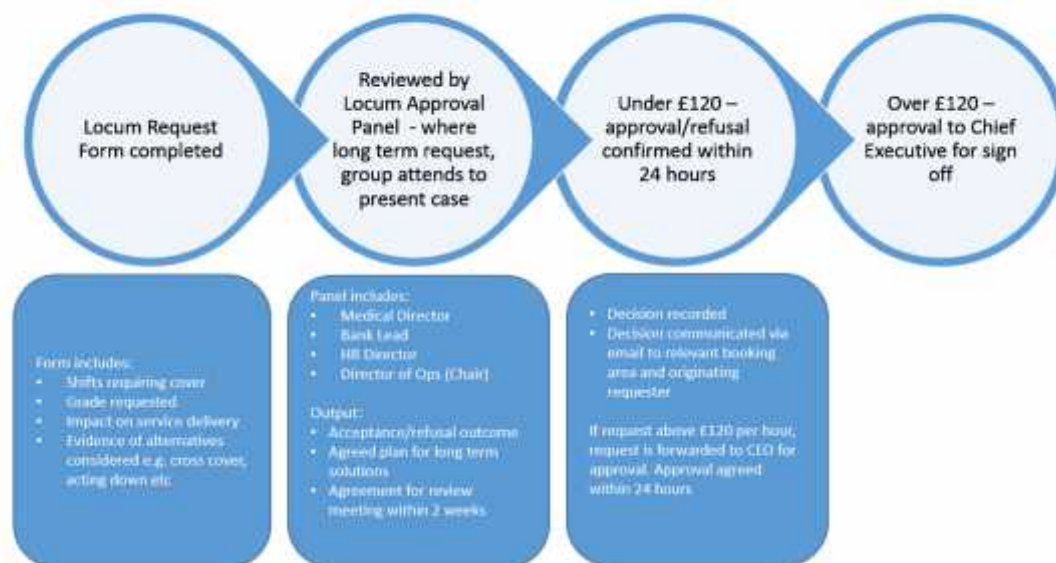 Locum Request
Form completed
Reviewed by
Locum Approval
Panel - where
long term request,
group attends to
present case
Under £120 –
approval/refusal
confirmed within
24 hours
Over £120 –
approval to Chief
Executive for sign
off
Form includes:
• Shifts requiring cover
• Grade requested
• Impact on service delivery
• Evidence of alternatives
considered e.g. cross cover,
acting down etc
Panel includes:
• Medical Director
• Bank Lead
• HR Director
• Director of Ops (Chair)
Output:
• Acceptance/refusal outcome
• Agreed plan for long term
solutions
• Agreement for review
meeting within 2 weeks
• Decision recorded
• Decision communicated via
email to relevant booking
area and originating
requester
If request above £120 per hour,
request is forwarded to CEO for
approval. Approval agreed
within 24 hours